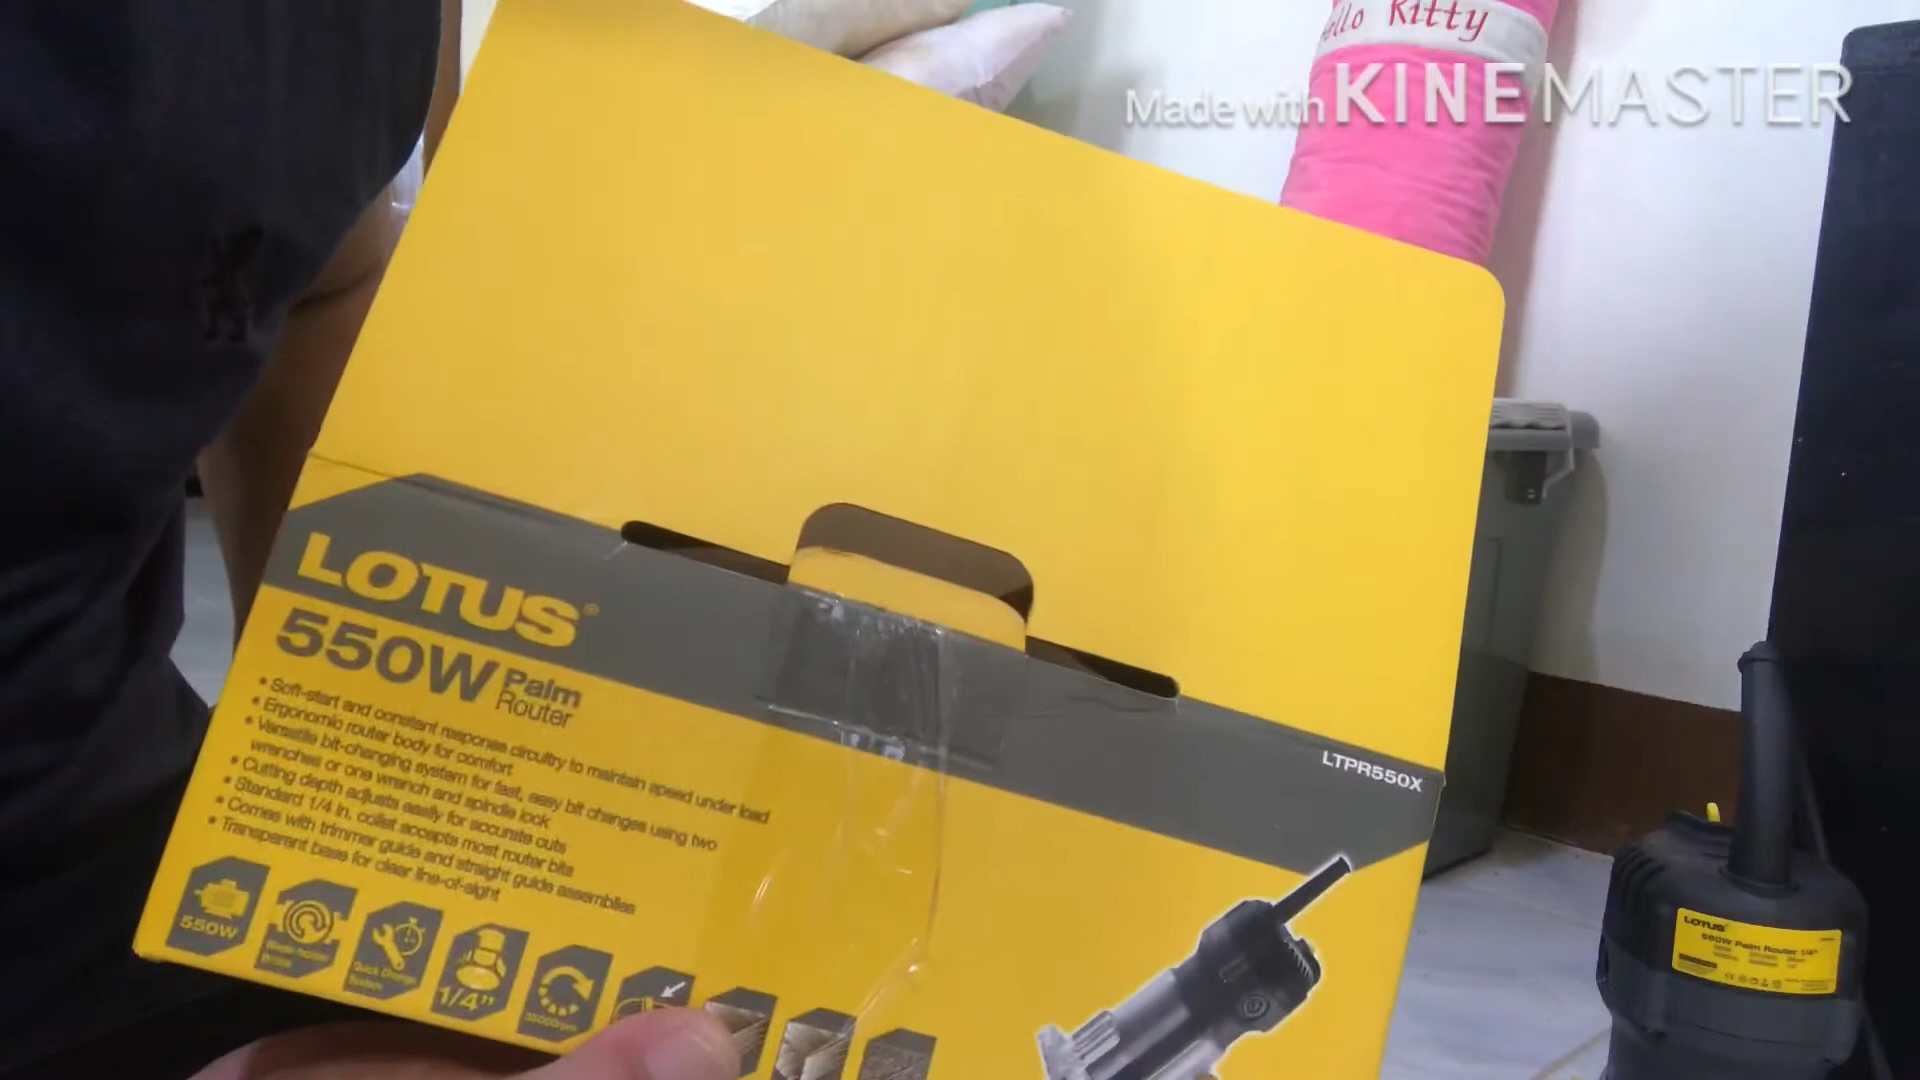 Hello Kitty
Made with KINEMASTER
LOTUS®
550W Palm
Router
• Soft-start and constant response circuitry to maintain speed under load
• Ergonomic router body for comfort
• Versatile bit-changing system for fast, easy bit changes using two
wrenches or one wrench and spindle lock
• Cutting depth adjusts easily for accurate cuts
• Standard 1/4 in. collet accepts most router bits
• Comes with trimmer guide and straight guide assemblies
• Transparent base for clear line-of-sight
LTPR550X
550W
Quick Change
System
1/4"
LOTUS
550W Palm Router 1/4"